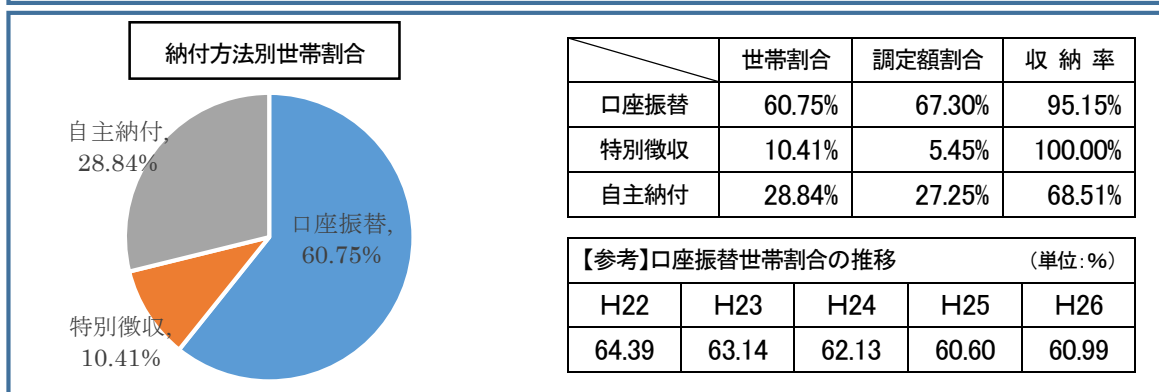 納付方法別世帯割合
自主納付,
28.84%
口座振替,
60.75%
特別徴収,
10.41%
世帯割合 調定額割合 収 納 率
口座振替 60.75% 67.30% 95.15%
特別徴収 10.41% 5.45% 100.00%
自主納付 28.84% 27.25% 68.51%
【参考】口座振替世帯割合の推移 (単位:%)
H22 H23 H24 H25 H26
64.39 63.14 62.13 60.60 60.99